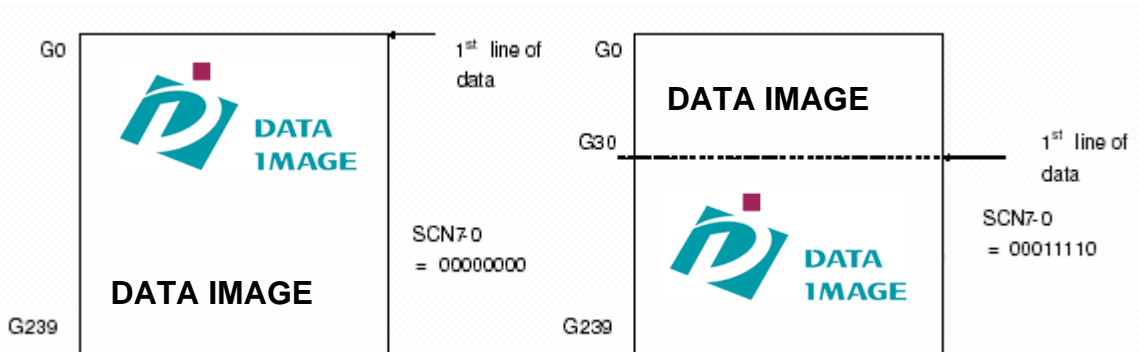 G0
1st line of
data
DATA
IMAGE
SCN7-0
= 00000000
DATA IMAGE
G239
G0
DATA IMAGE
G30
1st line of
data
SCN7-0
= 00011110
DATA
IMAGE
G239